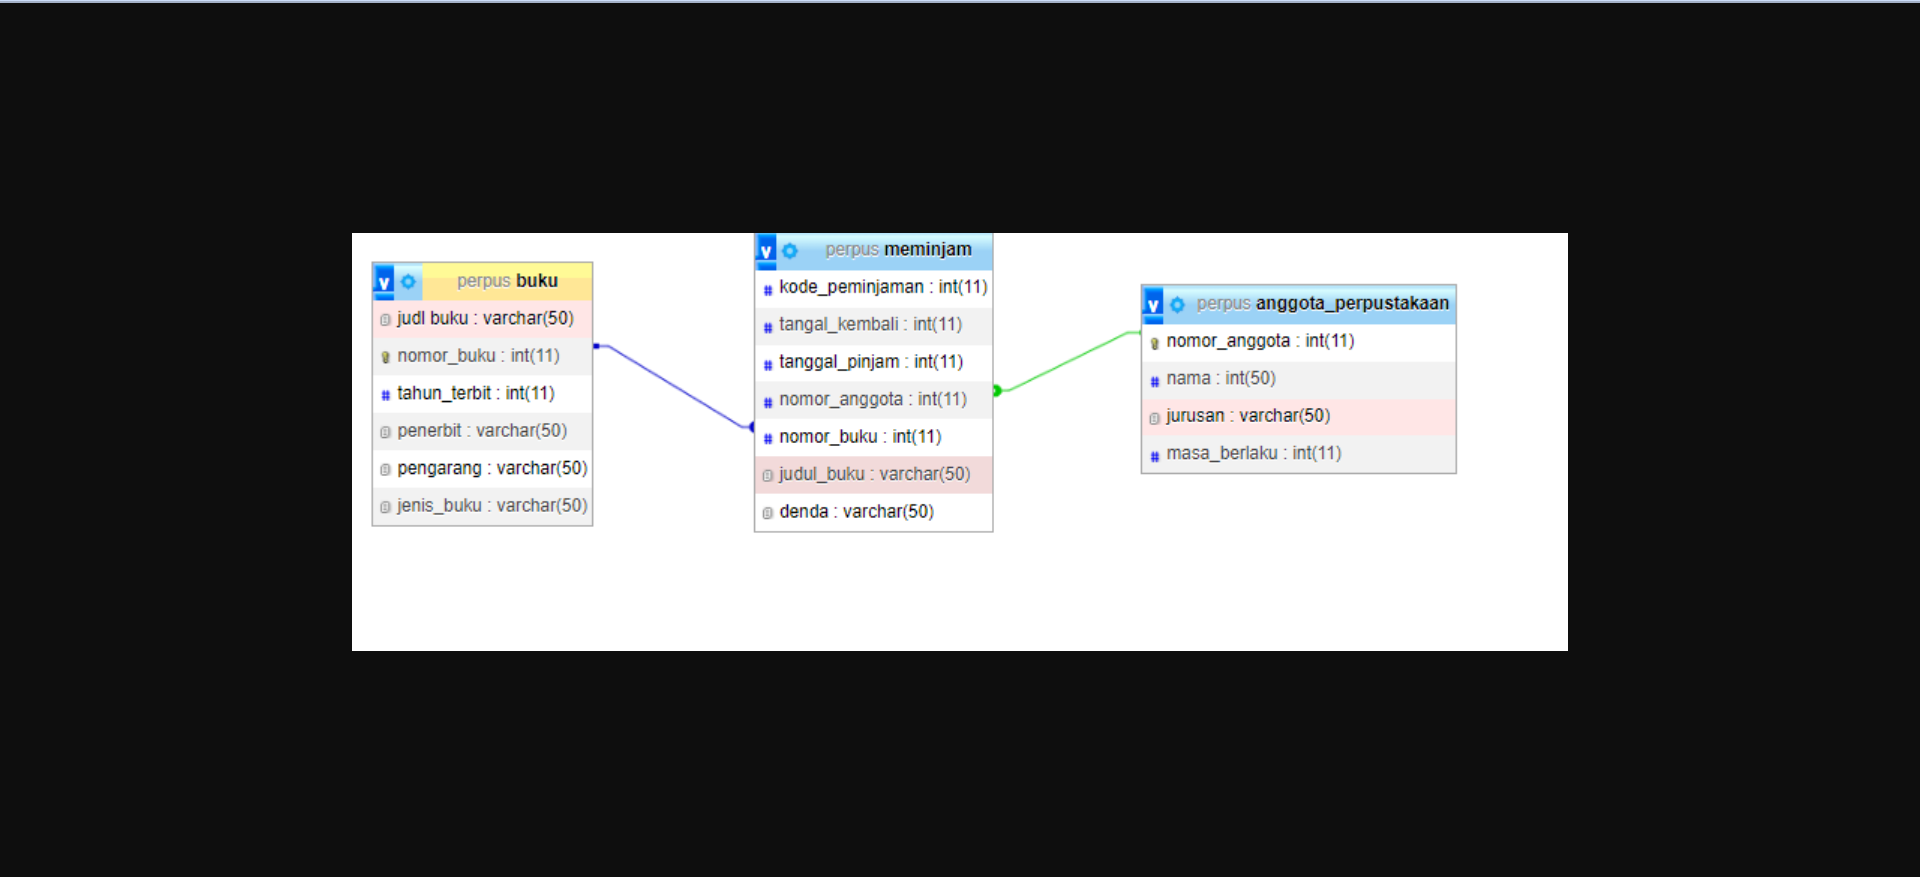 perpus buku
judl buku : varchar(50)
nomor_buku : int(11)
tahun_terbit : int(11)
penerbit : varchar(50)
pengarang : varchar(50)
jenis_buku : varchar(50)
perpus meminjam
kode_peminjaman : int(11)
tangal_kembali : int(11)
tanggal_pinjam : int(11)
nomor_anggota : int(11)
nomor_buku : int(11)
judul_buku : varchar(50)
denda : varchar(50)
perpus anggota_perpustakaan
nomor_anggota : int(11)
nama : int(50)
jurusan : varchar(50)
masa_berlaku : int(11)